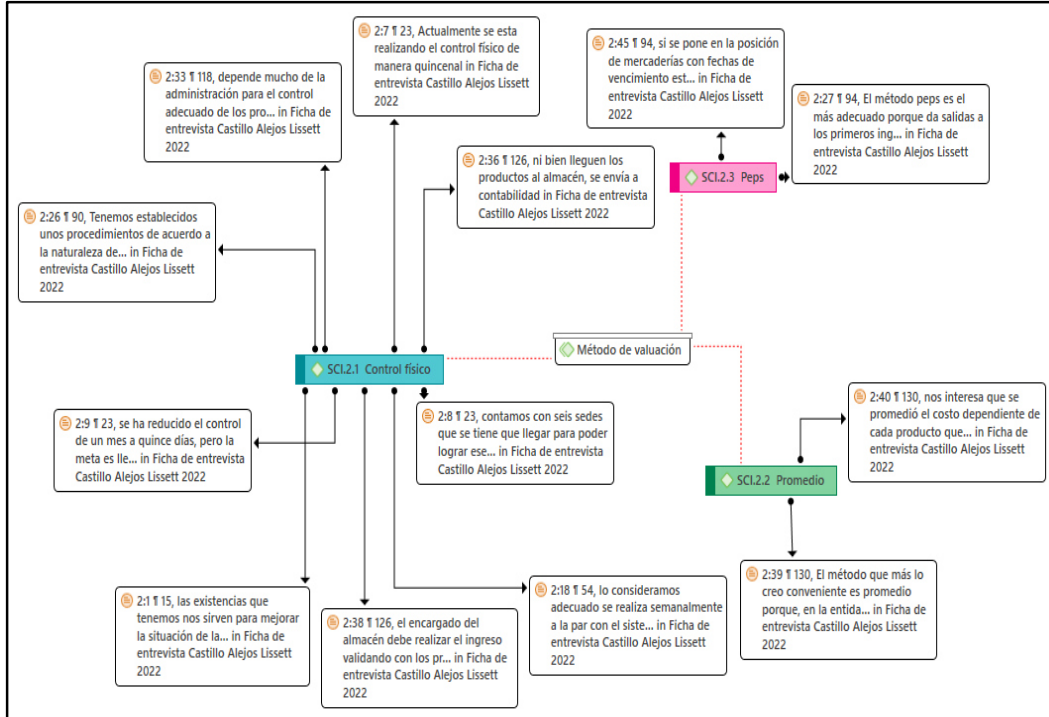 2:7 ¶ 23, Actualmente se esta
realizando el control físico de
manera quincenal in Ficha de
entrevista Castillo Alejos Lissett
2022
2:45 ¶ 94, si se pone en la posición
de mercaderías con fechas de
vencimiento est... in Ficha de
entrevista Castillo Alejos Lissett
2022
2:33 ¶ 118, depende mucho de la
administración para el control
adecuado de los pro... in Ficha de
entrevista Castillo Alejos Lissett
2022
2:27 ¶ 94, El método peps es el
más adecuado porque da salidas a
los primeros ing... in Ficha de
entrevista Castillo Alejos Lissett
2022
2:36 ¶ 126, ni bien lleguen los
productos al almacén, se envía a
contabilidad in Ficha de entrevista
Castillo Alejos Lissett 2022
SCI.2.3 Peps
2:26 ¶ 90, Tenemos establecidos
unos procedimientos de acuerdo a
la naturaleza de... in Ficha de
entrevista Castillo Alejos Lissett
2022
Método de valuación
SCI.2.1 Control físico
2:40 ¶ 130, nos interesa que se
promedió el costo dependiente de
cada producto que... in Ficha de
entrevista Castillo Alejos Lissett
2022
2:9 ¶ 23, se ha reducido el control
de un mes a quince días, pero la
meta es lle... in Ficha de
entrevista Castillo Alejos Lissett
2022
2:8 ¶ 23, contamos con seis sedes
que se tiene que llegar para poder
lograr ese... in Ficha de entrevista
Castillo Alejos Lissett 2022
SCI.2.2 Promedio
2:1 ¶ 15, las existencias que
tenemos nos sirven para mejorar
la situación de la... in Ficha de
entrevista Castillo Alejos Lissett
2022
2:38 ¶ 126, el encargado del
almacén debe realizar el ingreso
validando con los pr... in Ficha de
entrevista Castillo Alejos Lissett
2022
2:18 ¶ 54, lo consideramos
adecuado se realiza semanalmente
a la par con el siste... in Ficha de
entrevista Castillo Alejos Lissett
2022
2:39 ¶ 130, El método que más lo
creo conveniente es promedio
porque, en la entida... in Ficha de
entrevista Castillo Alejos Lissett
2022